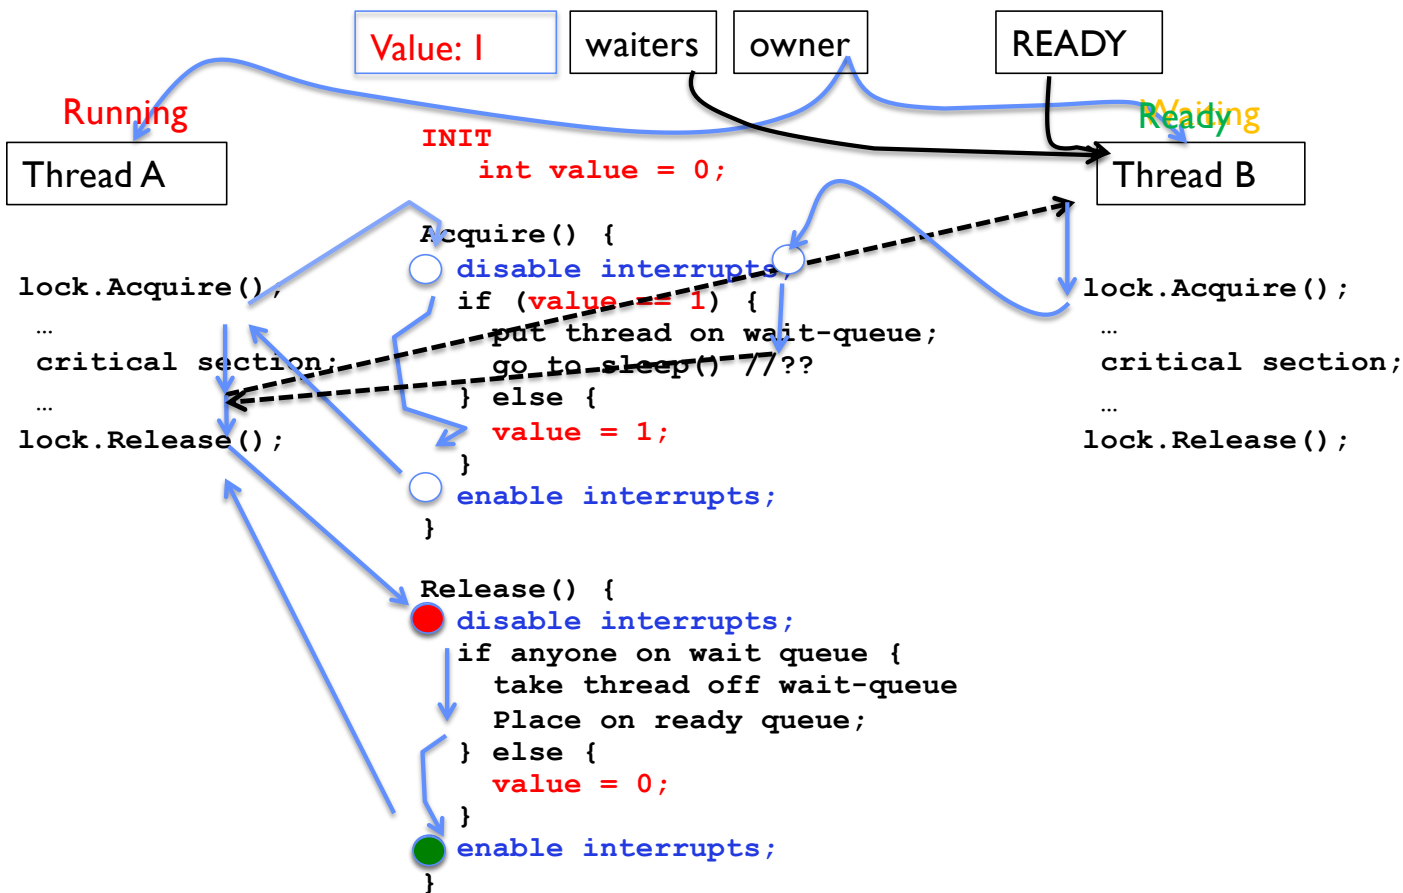 Value: 1
waiters
owner
READY
Running
Ready
Waiting
Thread A
Thread B
INIT
int value = 0;
Acquire() {
disable interrupts;
if (value == 1) {
put thread on wait-queue;
go to sleep() //??
} else {
value = 1;
}
enable interrupts;
}
lock.Acquire();
…
critical section;
…
lock.Release();
lock.Acquire();
…
critical section;
…
lock.Release();
Release() {
disable interrupts;
if anyone on wait queue {
take thread off wait-queue
Place on ready queue;
} else {
value = 0;
}
enable interrupts;
}